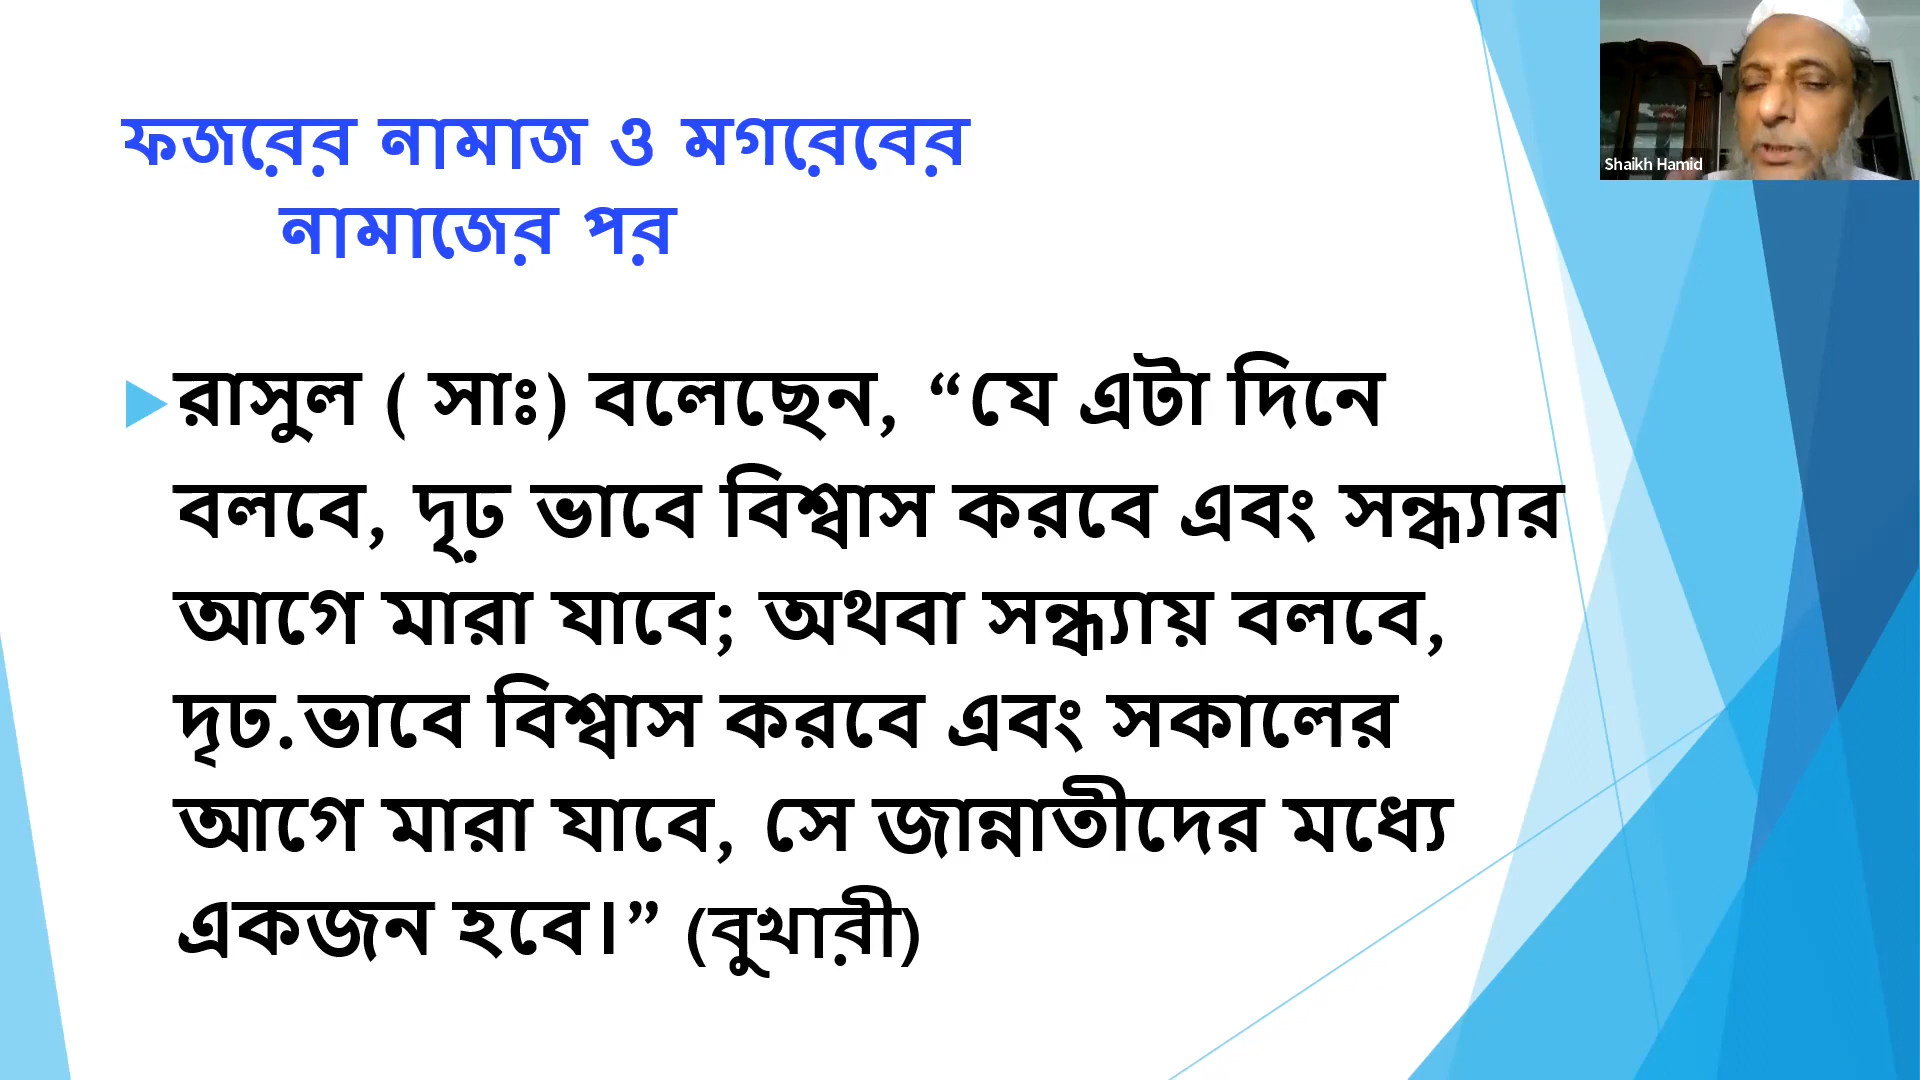 ফজরের নামাজ ও মগরেবের
নামাজের পর
রাসুল ( সাঃ) বলেছেন, “যে এটা দিনে
বলবে, দৃঢ় ভাবে বিশ্বাস করবে এবং সন্ধ্যার
আগে মারা যাবে; অথবা সন্ধ্যায় বলবে,
দৃঢ.ভাবে বিশ্বাস করবে এবং সকালের
আগে মারা যাবে, সে জান্নাতীদের মধ্যে
একজন হবে।” (বুখারী)
Shaikh Hamid